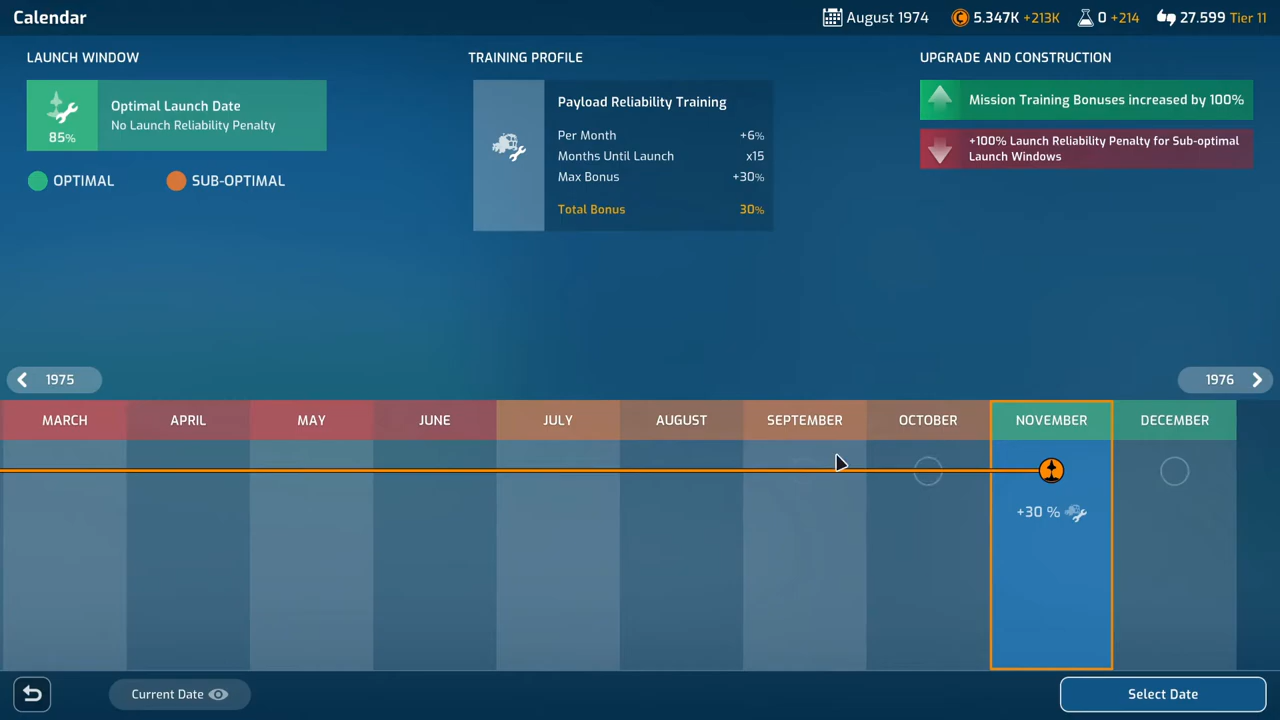 Calendar
August 1974
5.347K +213K
0 +214
27.599 Tier 11
LAUNCH WINDOW
85%
Optimal Launch Date
No Launch Reliability Penalty
OPTIMAL
SUB-OPTIMAL
TRAINING PROFILE
Payload Reliability Training
Per Month +6%
Months Until Launch x15
Max Bonus +30%
Total Bonus 30%
UPGRADE AND CONSTRUCTION
Mission Training Bonuses increased by 100%
+100% Launch Reliability Penalty for Sub-optimal
Launch Windows
1975
1976
MARCH APRIL MAY JUNE JULY AUGUST SEPTEMBER OCTOBER NOVEMBER DECEMBER
+30 %
Current Date
Select Date